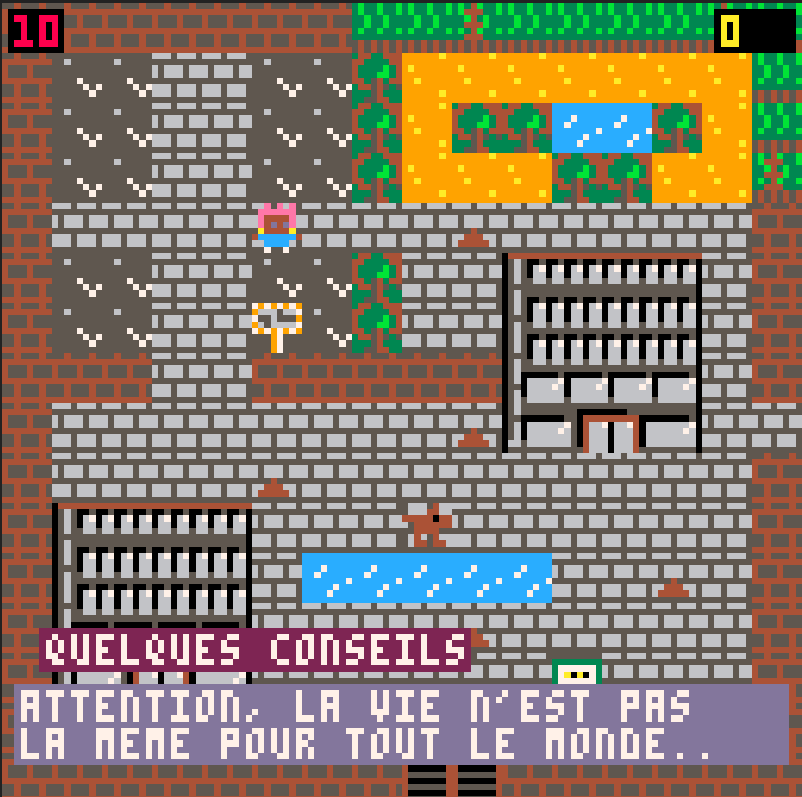 10
0
QUELQUES CONSEILS
ATTENTION, LA VIE N'EST PAS
LA MEME POUR TOUT LE MONDE..